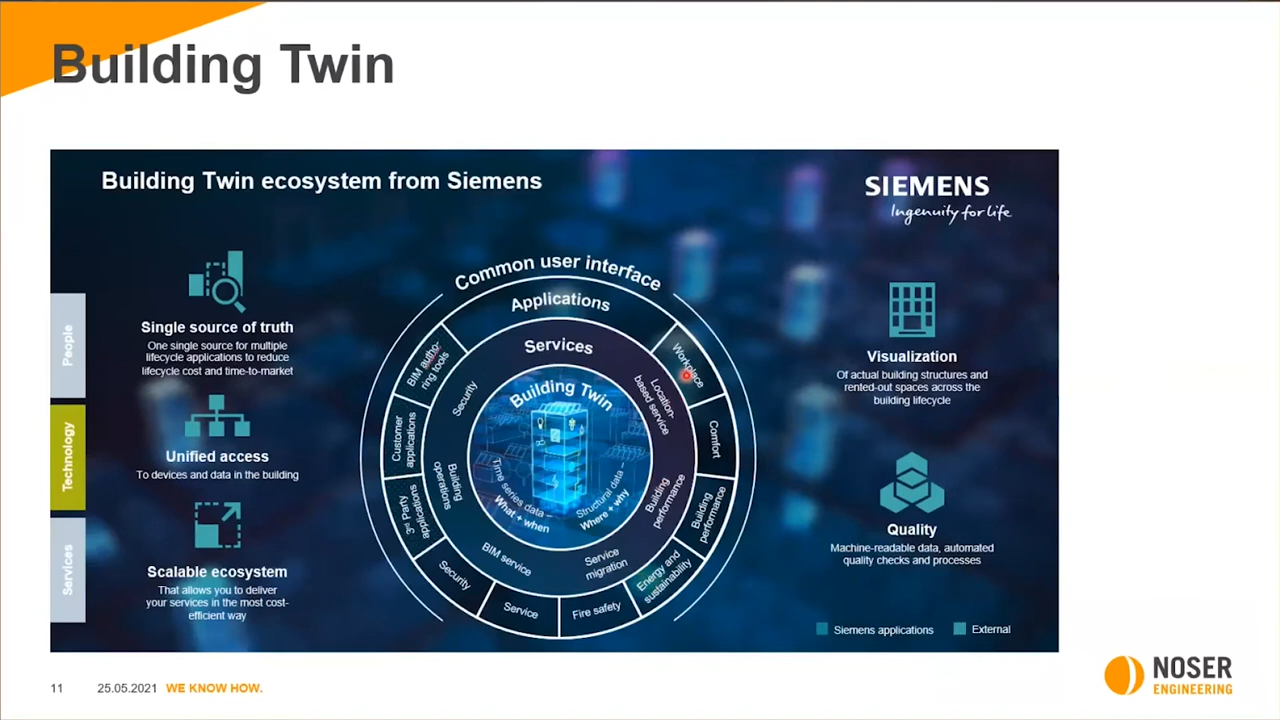 Building Twin
Building Twin ecosystem from Siemens
SIEMENS
Ingenuity for life
People
Technology
Services
Single source of truth
One single source for multiple
lifecycle applications to reduce
lifecycle cost and time-to-market
Unified access
To devices and data in the building
Scalable ecosystem
That allows you to deliver
your services in the most cost-
efficient way
Common user interface
Applications
Workplace
Comfort
Building
performance
Energy and
sustainability
Fire safety
Service
Security
3rd Party
applications
Customer
applications
BIM autho-
ring tools
Services
Location-
based service
Building
performance
Service
migration
BIM service
Building
operations
Security
Building Twin
Time series data –
What + when
Structural data –
Where + why
Visualization
Of actual building structures and
rented-out spaces across the
building lifecycle
Quality
Machine-readable data, automated
quality checks and processes
Siemens applications
External
11
25.05.2021
WE KNOW HOW.
NOSER
ENGINEERING